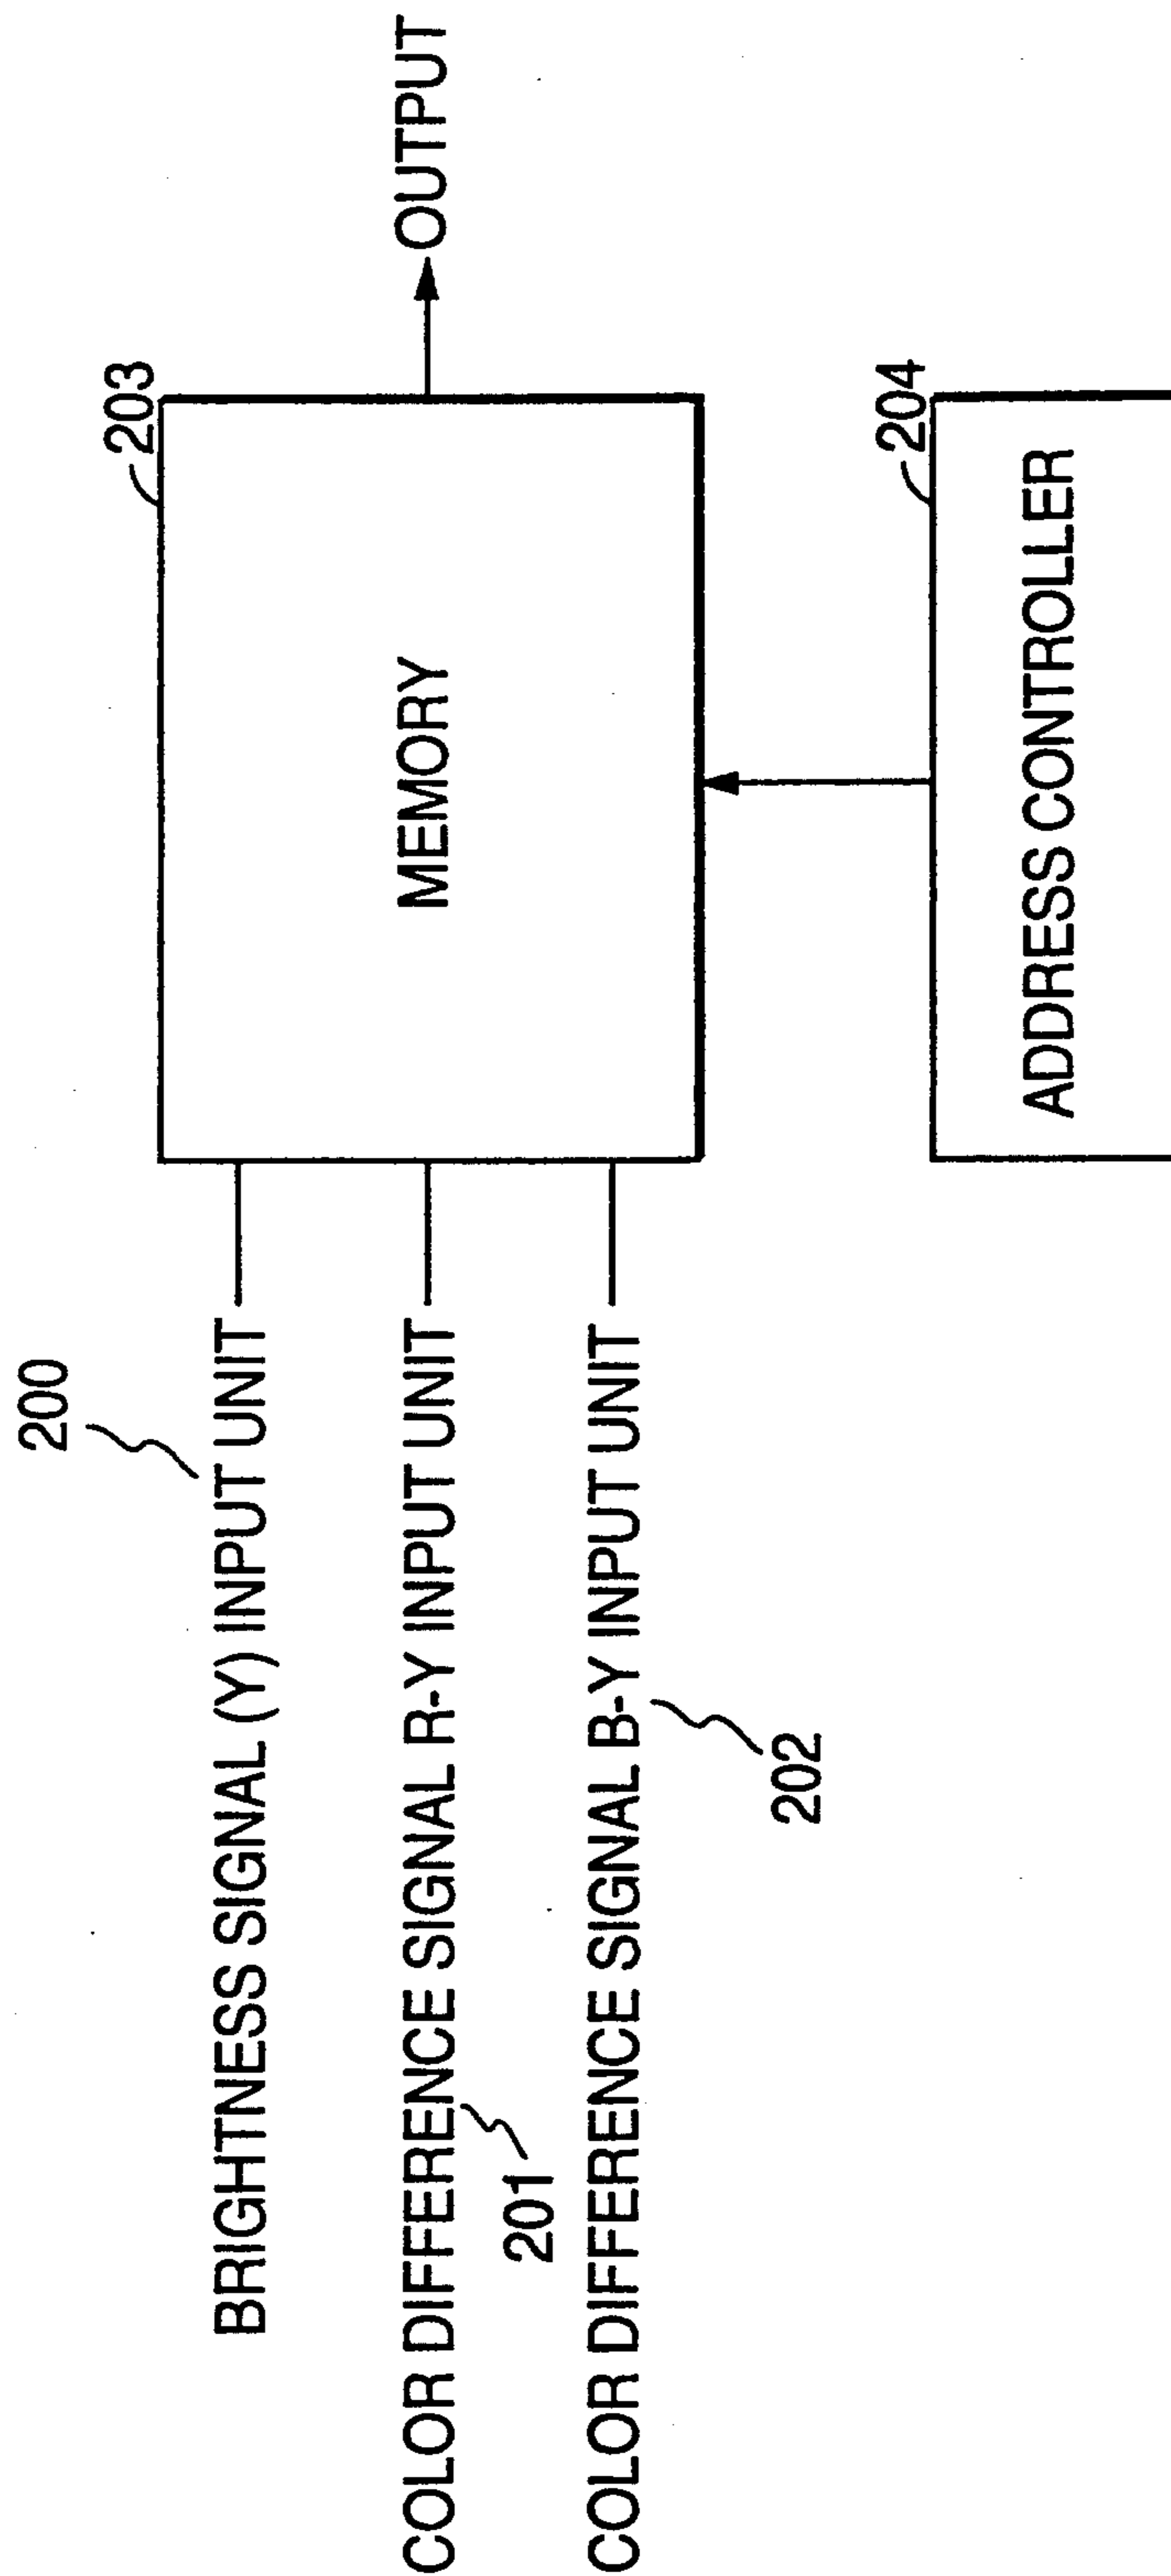 200
BRIGHTNESS SIGNAL (Y) INPUT UNIT
COLOR DIFFERENCE SIGNAL R-Y INPUT UNIT
201
COLOR DIFFERENCE SIGNAL B-Y INPUT UNIT
202
203
MEMORY
OUTPUT
204
ADDRESS CONTROLLER